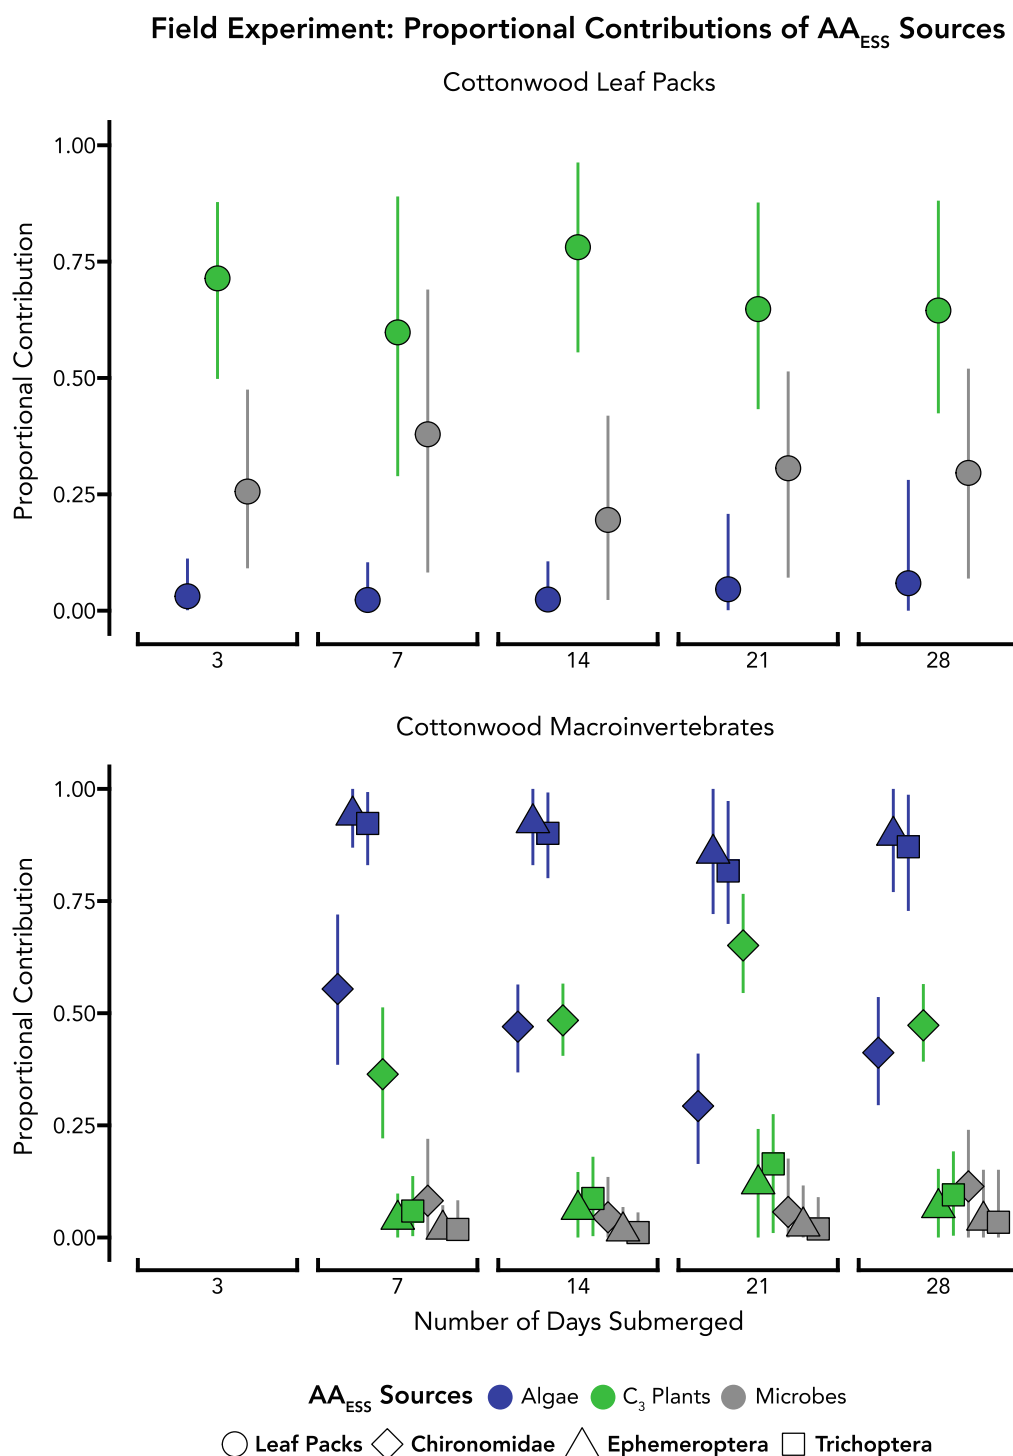 Field Experiment: Proportional Contributions of AA_ESS Sources
Cottonwood Leaf Packs
Proportional Contribution
1.00
0.75
0.50
0.25
0.00
3 7 14 21 28
Cottonwood Macroinvertebrates
Proportional Contribution
1.00
0.75
0.50
0.25
0.00
3 7 14 21 28
Number of Days Submerged
AA_ESS Sources Algae C_3 Plants Microbes
Leaf Packs Chironomidae Ephemeroptera Trichoptera